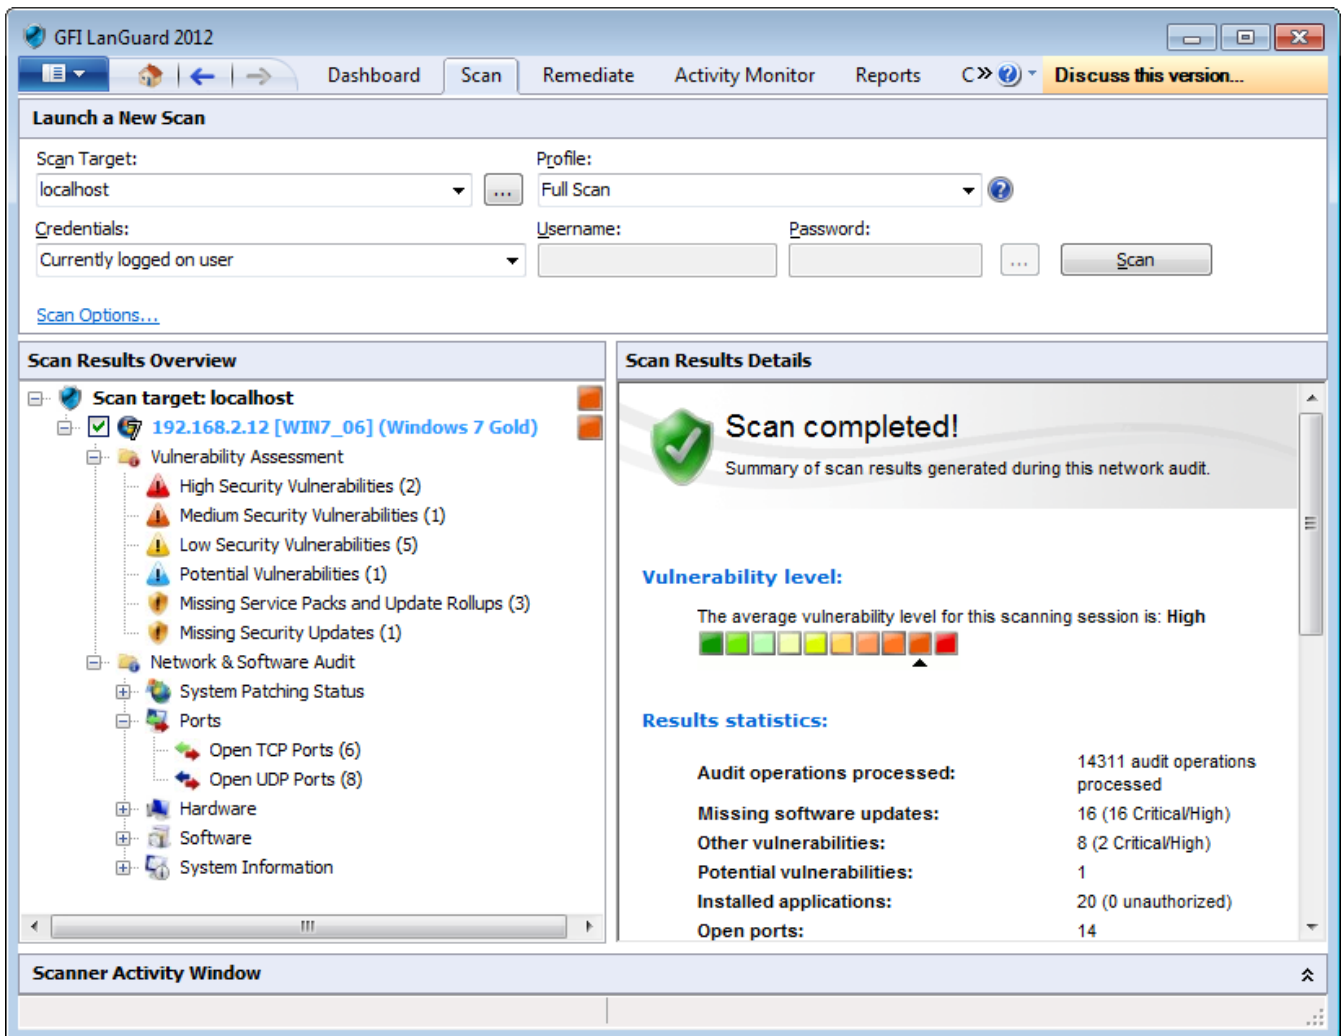 GFI LanGuard 2012
Dashboard Scan Remediate Activity Monitor Reports C» Discuss this version...
Launch a New Scan
Scan Target: Profile:
localhost ... Full Scan
Credentials: Username: Password:
Currently logged on user ... Scan
Scan Options...
Scan Results Overview
Scan target: localhost
192.168.2.12 [WIN7_06] (Windows 7 Gold)
Vulnerability Assessment
High Security Vulnerabilities (2)
Medium Security Vulnerabilities (1)
Low Security Vulnerabilities (5)
Potential Vulnerabilities (1)
Missing Service Packs and Update Rollups (3)
Missing Security Updates (1)
Network & Software Audit
System Patching Status
Ports
Open TCP Ports (6)
Open UDP Ports (8)
Hardware
Software
System Information
Scan Results Details
Scan completed!
Summary of scan results generated during this network audit.
Vulnerability level:
The average vulnerability level for this scanning session is: High
Results statistics:
Audit operations processed: 14311 audit operations
processed
Missing software updates: 16 (16 Critical/High)
Other vulnerabilities: 8 (2 Critical/High)
Potential vulnerabilities: 1
Installed applications: 20 (0 unauthorized)
Open ports: 14
Scanner Activity Window